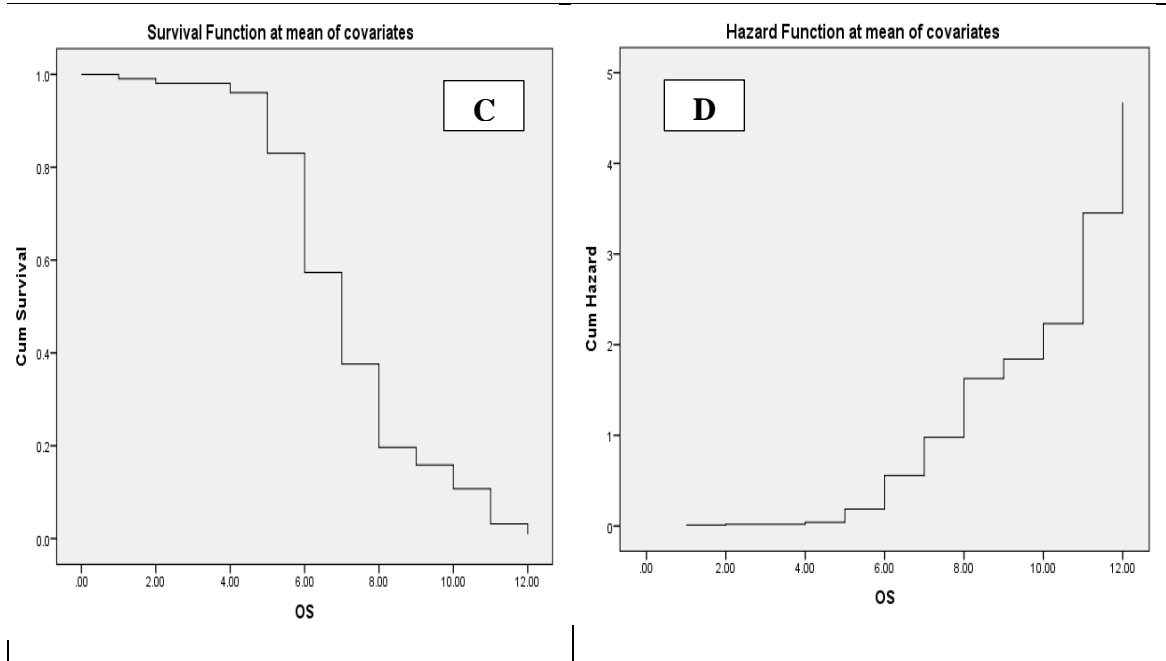 Survival Function at mean of covariates
C
1.0
0.8
0.6
0.4
0.2
0.0
Cum Survival
.00 2.00 4.00 6.00 8.00 10.00 12.00
OS
Hazard Function at mean of covariates
D
5
4
3
2
1
0
Cum Hazard
.00 2.00 4.00 6.00 8.00 10.00 12.00
OS